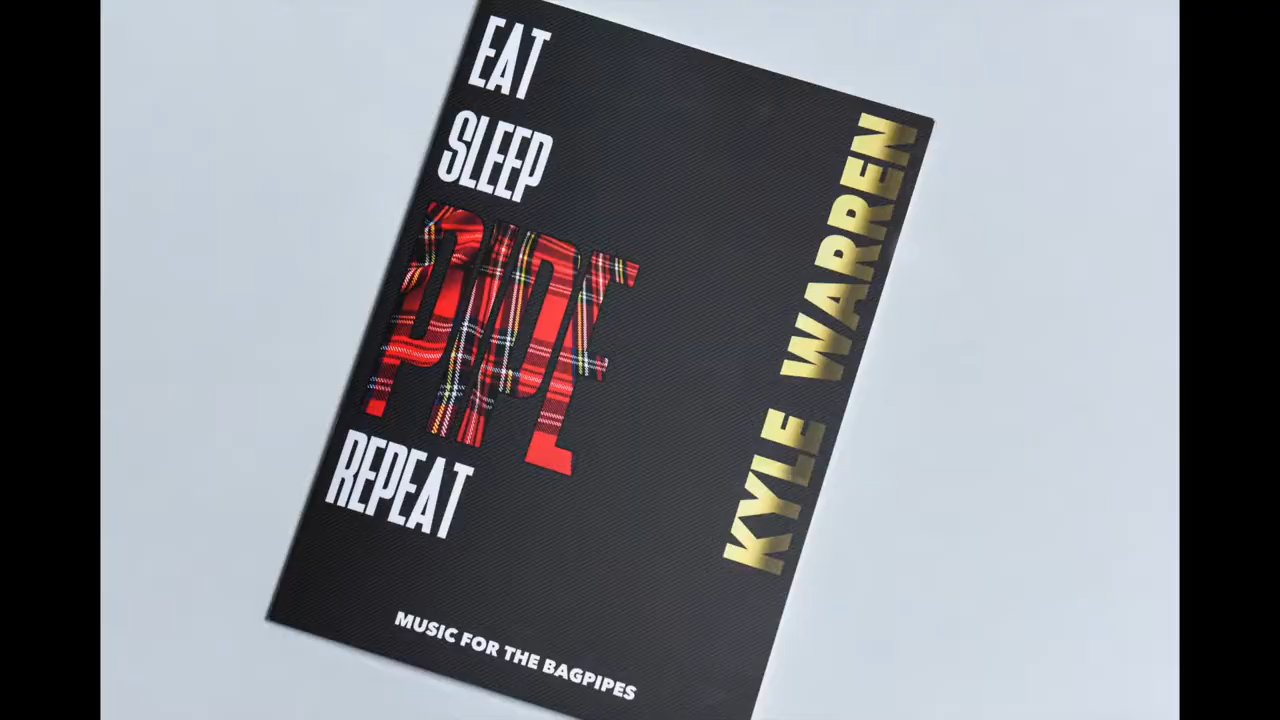 EAT
SLEEP
PIPE
REPEAT
KYLE WARREN
MUSIC FOR THE BAGPIPES